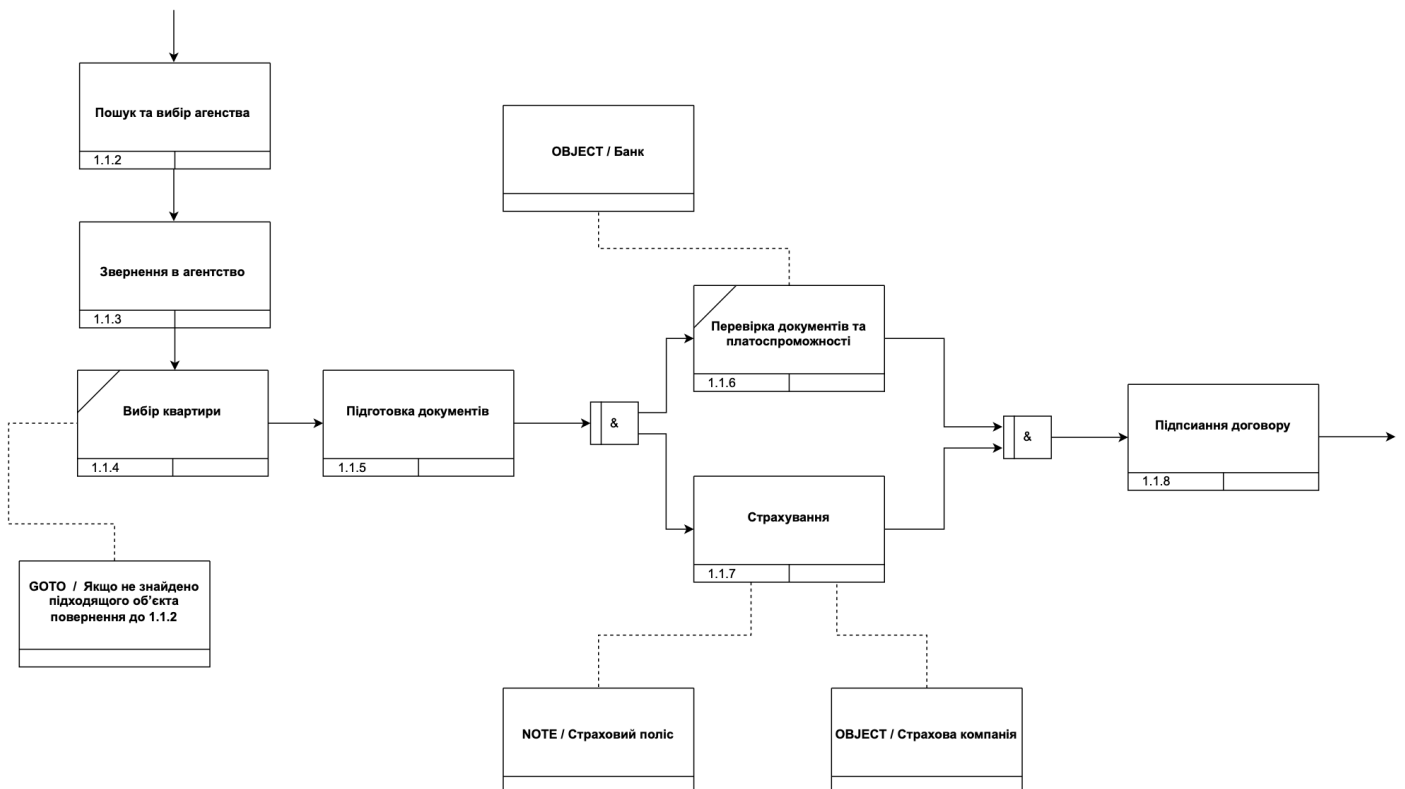 Пошук та вибір агенства
1.1.2
OBJECT / Банк
Звернення в агентство
1.1.3
Перевірка документів та
платоспроможності
1.1.6
Вибір квартири
1.1.4
Підготовка документів
1.1.5
&
&
Підпсиання договору
1.1.8
Страхування
1.1.7
GOTO / Якщо не знайдено
підходящого об'єкта
повернення до 1.1.2
NOTE / Страховий поліс
OBJECT / Страхова компанія